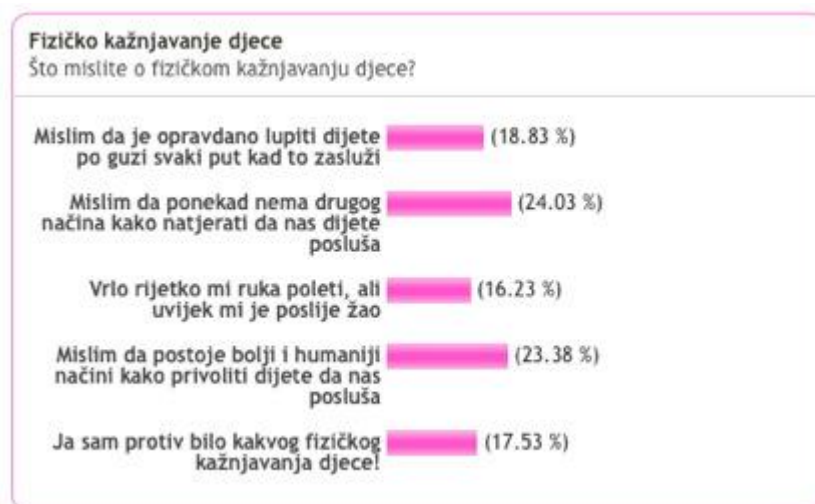 Fizičko kažnjavanje djece
Što mislite o fizičkom kažnjavanju djece?
Mislim da je opravdano lupiti dijete
po guzi svaki put kad to zasluži
(18.83 %)
Mislim da ponekad nema drugog
načina kako natjerati da nas dijete
posluša
(24.03 %)
Vrlo rijetko mi ruka poleti, ali
uvijek mi je poslije žao
(16.23 %)
Mislim da postoje bolji i humaniji
načini kako privoliti dijete da nas
posluša
(23.38 %)
Ja sam protiv bilo kakvog fizičkog
kažnjavanja djece!
(17.53 %)